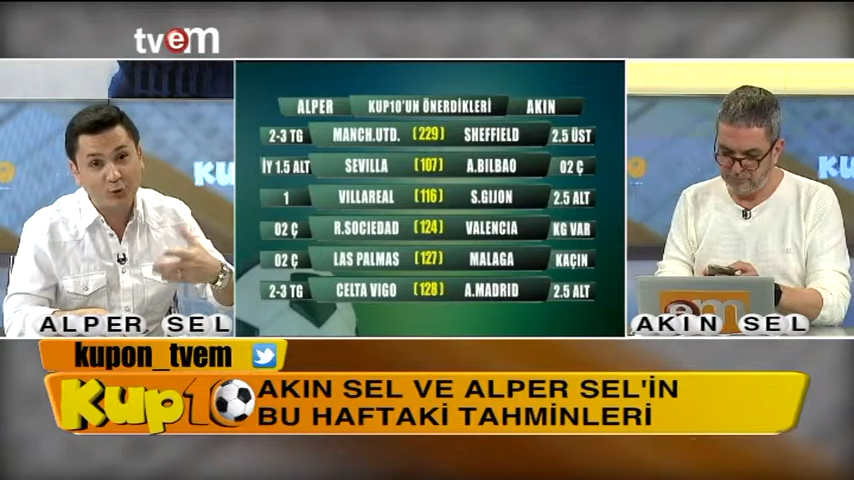 tvem
ALPER KUP10'UN ÖNERDİKLERİ AKIN
2-3 TG MANCH.UTD. (229) SHEFFIELD 2.5 ÜST
İY 1.5 ALT SEVILLA (107) A.BILBAO 02 Ç
1 VILLAREAL (116) S.GIJON 2.5 ALT
02 Ç R.SOCIEDAD (124) VALENCIA KG VAR
02 Ç LAS PALMAS (127) MALAGA KAÇIN
2-3 TG CELTA VIGO (128) A.MADRID 2.5 ALT
em
ALPER SEL
AKIN SEL
kupon_tvem
Kup10
AKIN SEL VE ALPER SEL'İN
BU HAFTAKİ TAHMİNLERİ